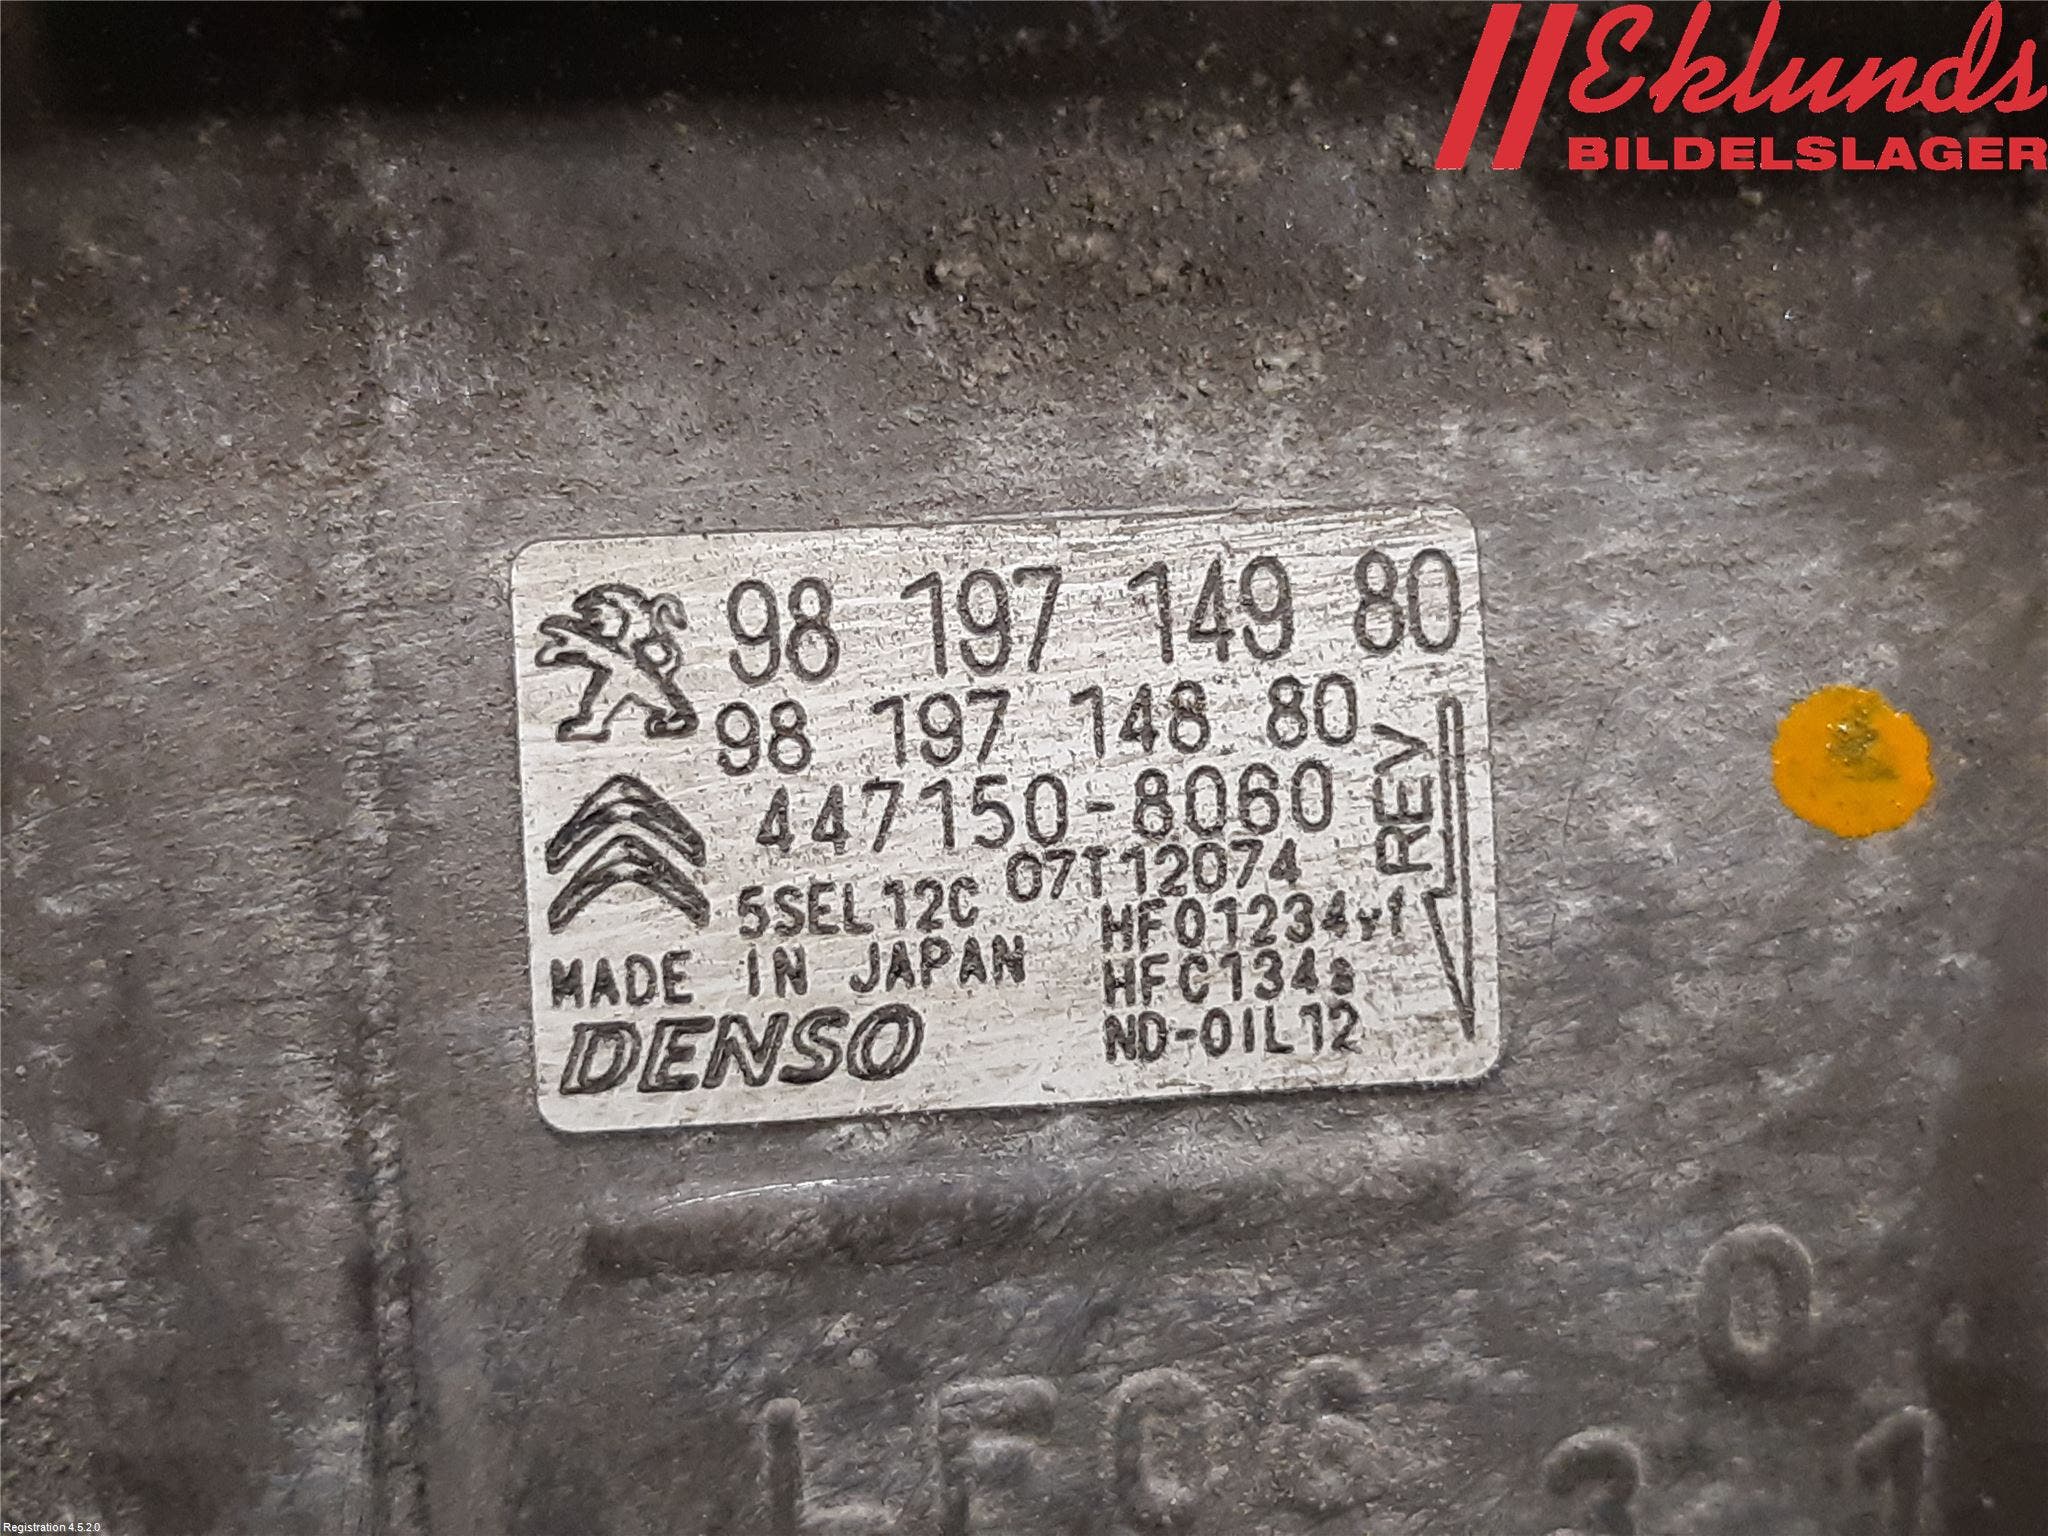 Eklunds
BILDELSLAGER
98 197 149 80
98 197 148 80
447150-8060
07T12074
5SEL12C
HFO1234yf
MADE IN JAPAN
HFC134a
DENSO
ND-OIL12
REV
0
Registration 4.5.2.0